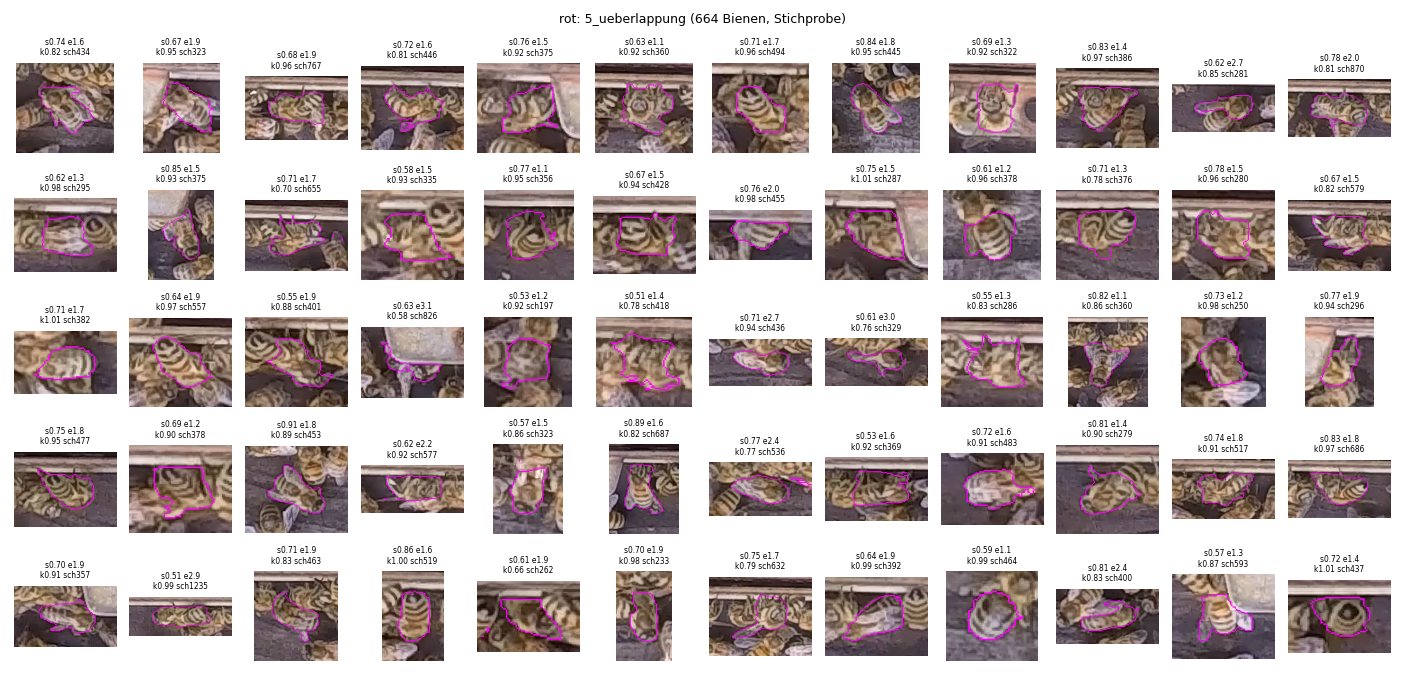 rot: 5_ueberlappung (664 Bienen, Stichprobe)
s0.74 e1.6
k0.82 sch434
s0.67 e1.9
k0.95 sch323
s0.68 e1.9
k0.96 sch767
s0.72 e1.6
k0.81 sch446
s0.76 e1.5
k0.92 sch375
s0.63 e1.1
k0.92 sch360
s0.71 e1.7
k0.96 sch494
s0.84 e1.8
k0.95 sch445
s0.69 e1.3
k0.92 sch322
s0.83 e1.4
k0.97 sch386
s0.62 e2.7
k0.85 sch281
s0.78 e2.0
k0.81 sch870
s0.62 e1.3
k0.98 sch295
s0.85 e1.5
k0.93 sch375
s0.71 e1.7
k0.70 sch655
s0.58 e1.5
k0.93 sch335
s0.77 e1.1
k0.95 sch356
s0.67 e1.5
k0.94 sch428
s0.76 e2.0
k0.98 sch455
s0.75 e1.5
k1.01 sch287
s0.61 e1.2
k0.96 sch378
s0.71 e1.3
k0.78 sch376
s0.78 e1.5
k0.96 sch280
s0.67 e1.5
k0.82 sch579
s0.71 e1.7
k1.01 sch382
s0.64 e1.9
k0.97 sch557
s0.55 e1.9
k0.88 sch401
s0.63 e3.1
k0.58 sch826
s0.53 e1.2
k0.92 sch197
s0.51 e1.4
k0.78 sch418
s0.71 e2.7
k0.94 sch436
s0.61 e3.0
k0.76 sch329
s0.55 e1.3
k0.83 sch286
s0.82 e1.1
k0.86 sch360
s0.73 e1.2
k0.98 sch250
s0.77 e1.9
k0.94 sch296
s0.75 e1.8
k0.95 sch477
s0.69 e1.2
k0.90 sch378
s0.91 e1.8
k0.89 sch453
s0.62 e2.2
k0.92 sch577
s0.57 e1.5
k0.86 sch323
s0.89 e1.6
k0.82 sch687
s0.77 e2.4
k0.77 sch536
s0.53 e1.6
k0.92 sch369
s0.72 e1.6
k0.91 sch483
s0.81 e1.4
k0.90 sch279
s0.74 e1.8
k0.91 sch517
s0.83 e1.8
k0.97 sch686
s0.70 e1.9
k0.91 sch357
s0.51 e2.9
k0.99 sch1235
s0.71 e1.9
k0.83 sch463
s0.86 e1.6
k1.00 sch519
s0.61 e1.9
k0.66 sch262
s0.70 e1.9
k0.98 sch233
s0.75 e1.7
k0.79 sch632
s0.64 e1.9
k0.99 sch392
s0.59 e1.1
k0.99 sch464
s0.81 e2.4
k0.83 sch400
s0.57 e1.3
k0.87 sch593
s0.72 e1.4
k1.01 sch437